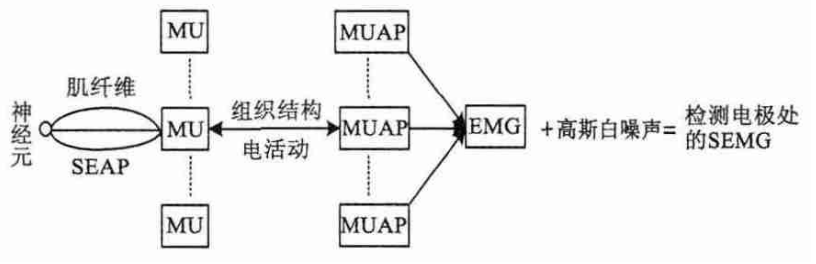 MU
MUAP
肌纤维
神经元
SEAP
MU
组织结构
电活动
MUAP
EMG
+高斯白噪声=
检测电极处
的SEMG
MU
MUAP